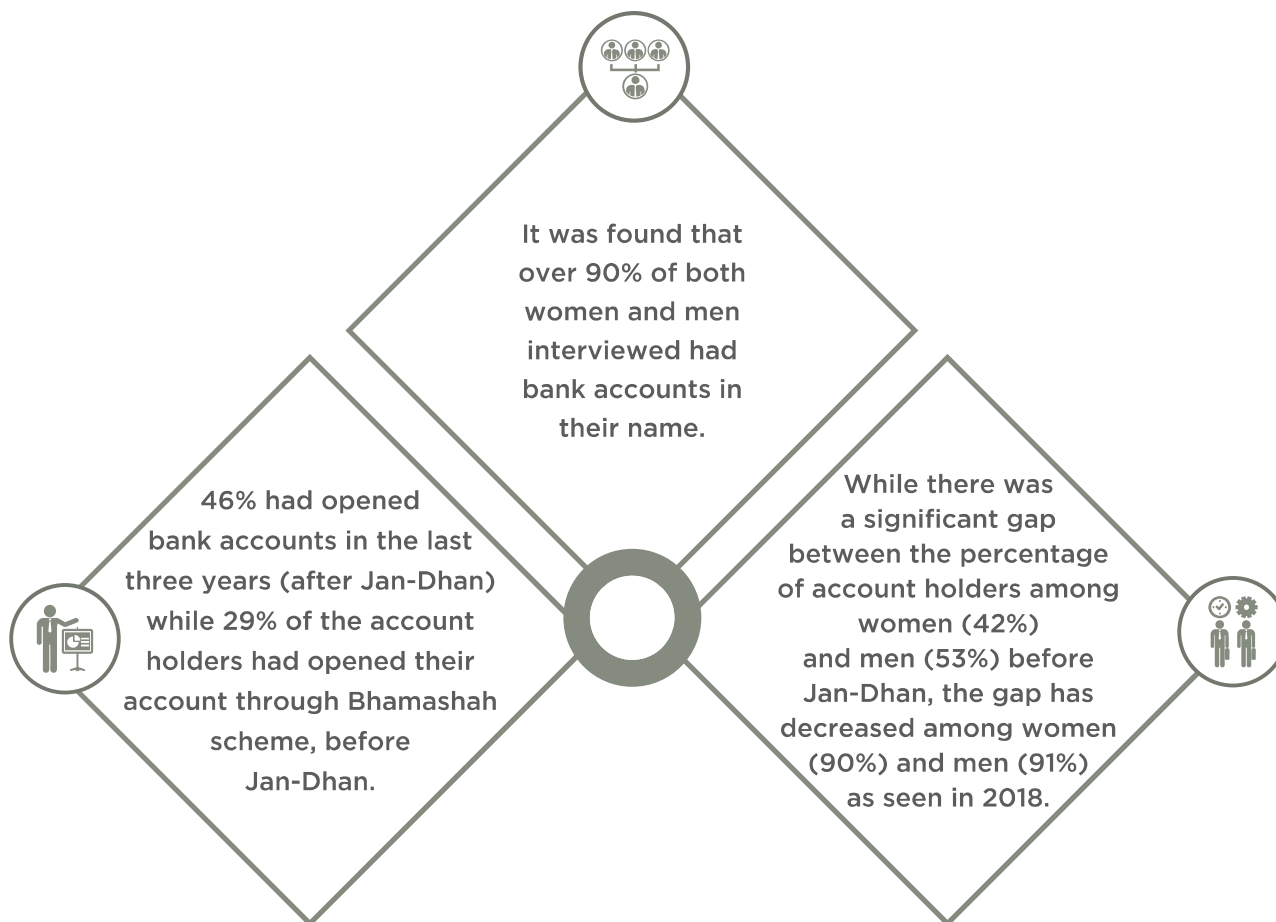 It was found that
over 90% of both
women and men
interviewed had
bank accounts in
their name.
46% had opened
bank accounts in the last
three years (after Jan-Dhan)
while 29% of the account
holders had opened their
account through Bhamashah
scheme, before
Jan-Dhan.
While there was
a significant gap
between the percentage
of account holders among
women (42%)
and men (53%) before
Jan-Dhan, the gap has
decreased among women
(90%) and men (91%)
as seen in 2018.